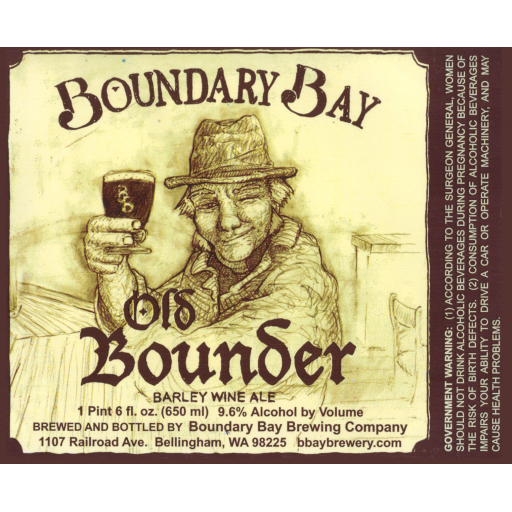 BOUNDARY BAY
BBB
Old
Bounder
BARLEY WINE ALE
1 Pint 6 fl. oz. (650 ml) 9.6% Alcohol by Volume
BREWED AND BOTTLED BY Boundary Bay Brewing Company
1107 Railroad Ave. Bellingham, WA 98225 bbaybrewery.com
GOVERNMENT WARNING: (1) ACCORDING TO THE SURGEON GENERAL, WOMEN
SHOULD NOT DRINK ALCOHOLIC BEVERAGES DURING PREGNANCY BECAUSE OF
THE RISK OF BIRTH DEFECTS. (2) CONSUMPTION OF ALCOHOLIC BEVERAGES
IMPAIRS YOUR ABILITY TO DRIVE A CAR OR OPERATE MACHINERY, AND MAY
CAUSE HEALTH PROBLEMS.